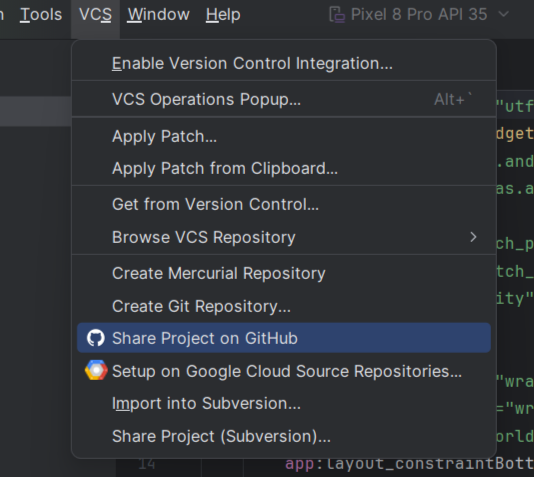 Tools VCS Window Help Pixel 8 Pro API 35
Enable Version Control Integration...
VCS Operations Popup... Alt+`
Apply Patch...
Apply Patch from Clipboard...
Get from Version Control...
Browse VCS Repository
Create Mercurial Repository
Create Git Repository...
Share Project on GitHub
Setup on Google Cloud Source Repositories...
Import into Subversion...
Share Project (Subversion)...
"utf
dget
.and
as.a
ch_p
tch_
ity"
"wra
="wr
orld
14 app:layout_constraintBott